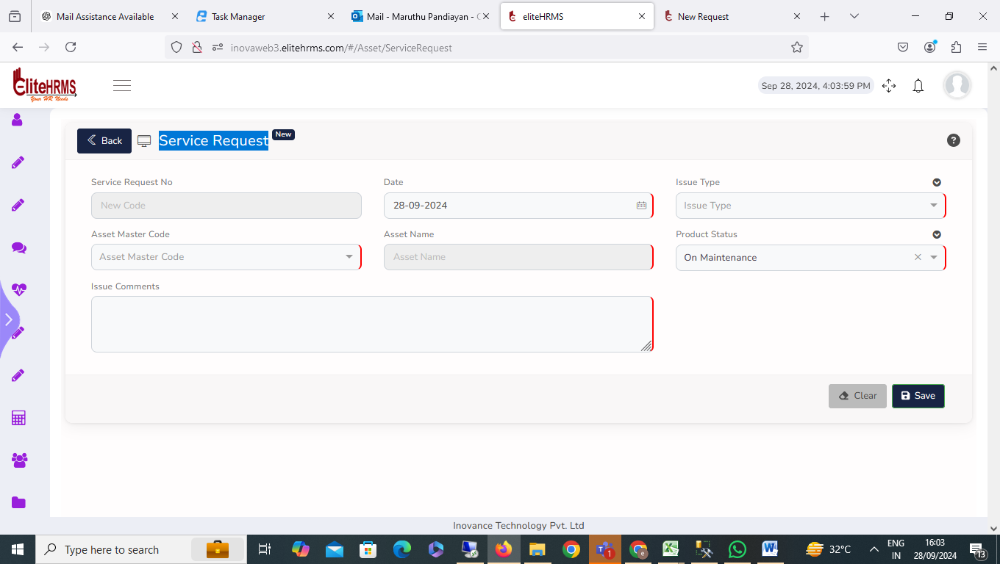 Mail Assistance Available
Task Manager
Mail - Maruthu Pandiayan - O
eliteHRMS
New Request
inovaweb3.elitehrms.com/#/Asset/ServiceRequest
EliteHRMS
Your HR Needs
Sep 28, 2024, 4:03:59 PM
Back
Service Request
New
Service Request No
Date
Issue Type
New Code
28-09-2024
Issue Type
Asset Master Code
Asset Name
Product Status
Asset Master Code
Asset Name
On Maintenance
Issue Comments
Clear
Save
Inovance Technology Pvt. Ltd
Type here to search
1
32°C
ENG
IN
16:03
28/09/2024
13